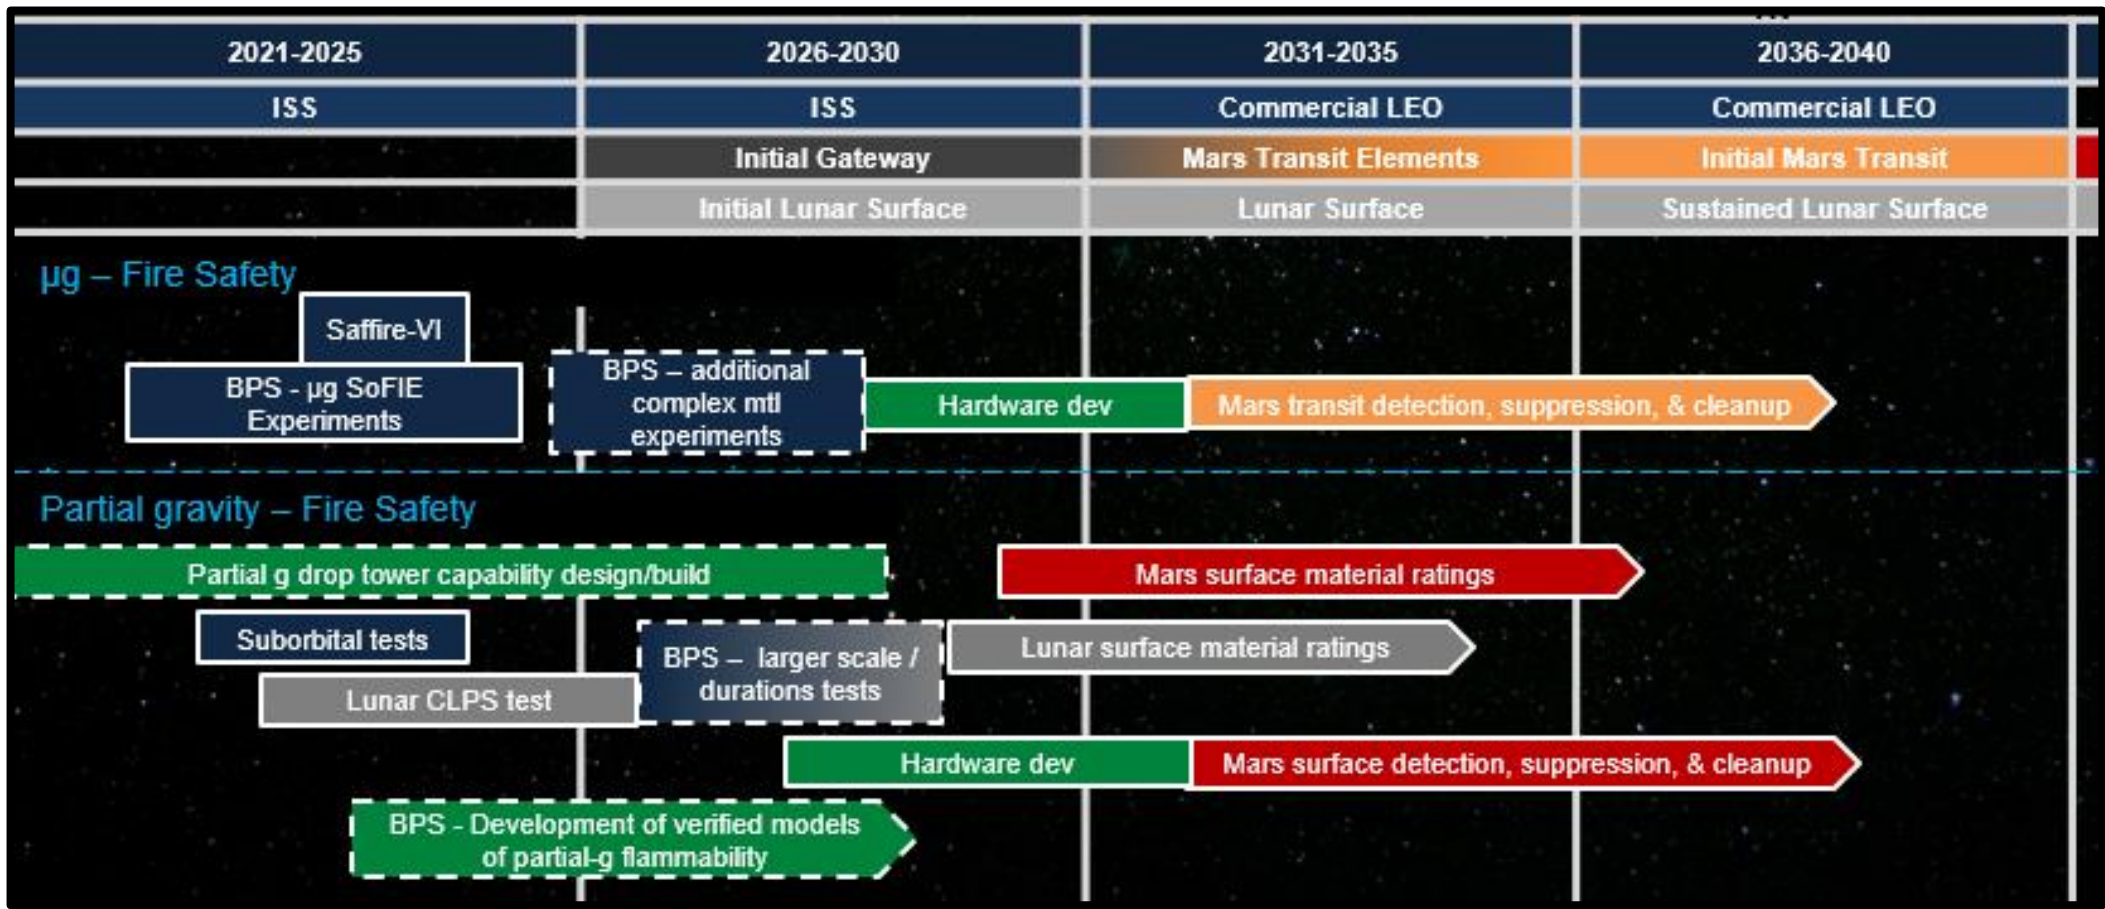 2021-2025
2026-2030
2031-2035
2036-2040
ISS
ISS
Commercial LEO
Commercial LEO
Initial Gateway
Mars Transit Elements
Initial Mars Transit
Initial Lunar Surface
Lunar Surface
Sustained Lunar Surface
µg – Fire Safety
Saffire-VI
BPS - µg SoFIE
Experiments
BPS – additional
complex mtl
experiments
Hardware dev
Mars transit detection, suppression, & cleanup
Partial gravity – Fire Safety
Partial g drop tower capability design/build
Mars surface material ratings
Suborbital tests
Lunar CLPS test
BPS – larger scale /
durations tests
Lunar surface material ratings
Hardware dev
Mars surface detection, suppression, & cleanup
BPS - Development of verified models
of partial-g flammability